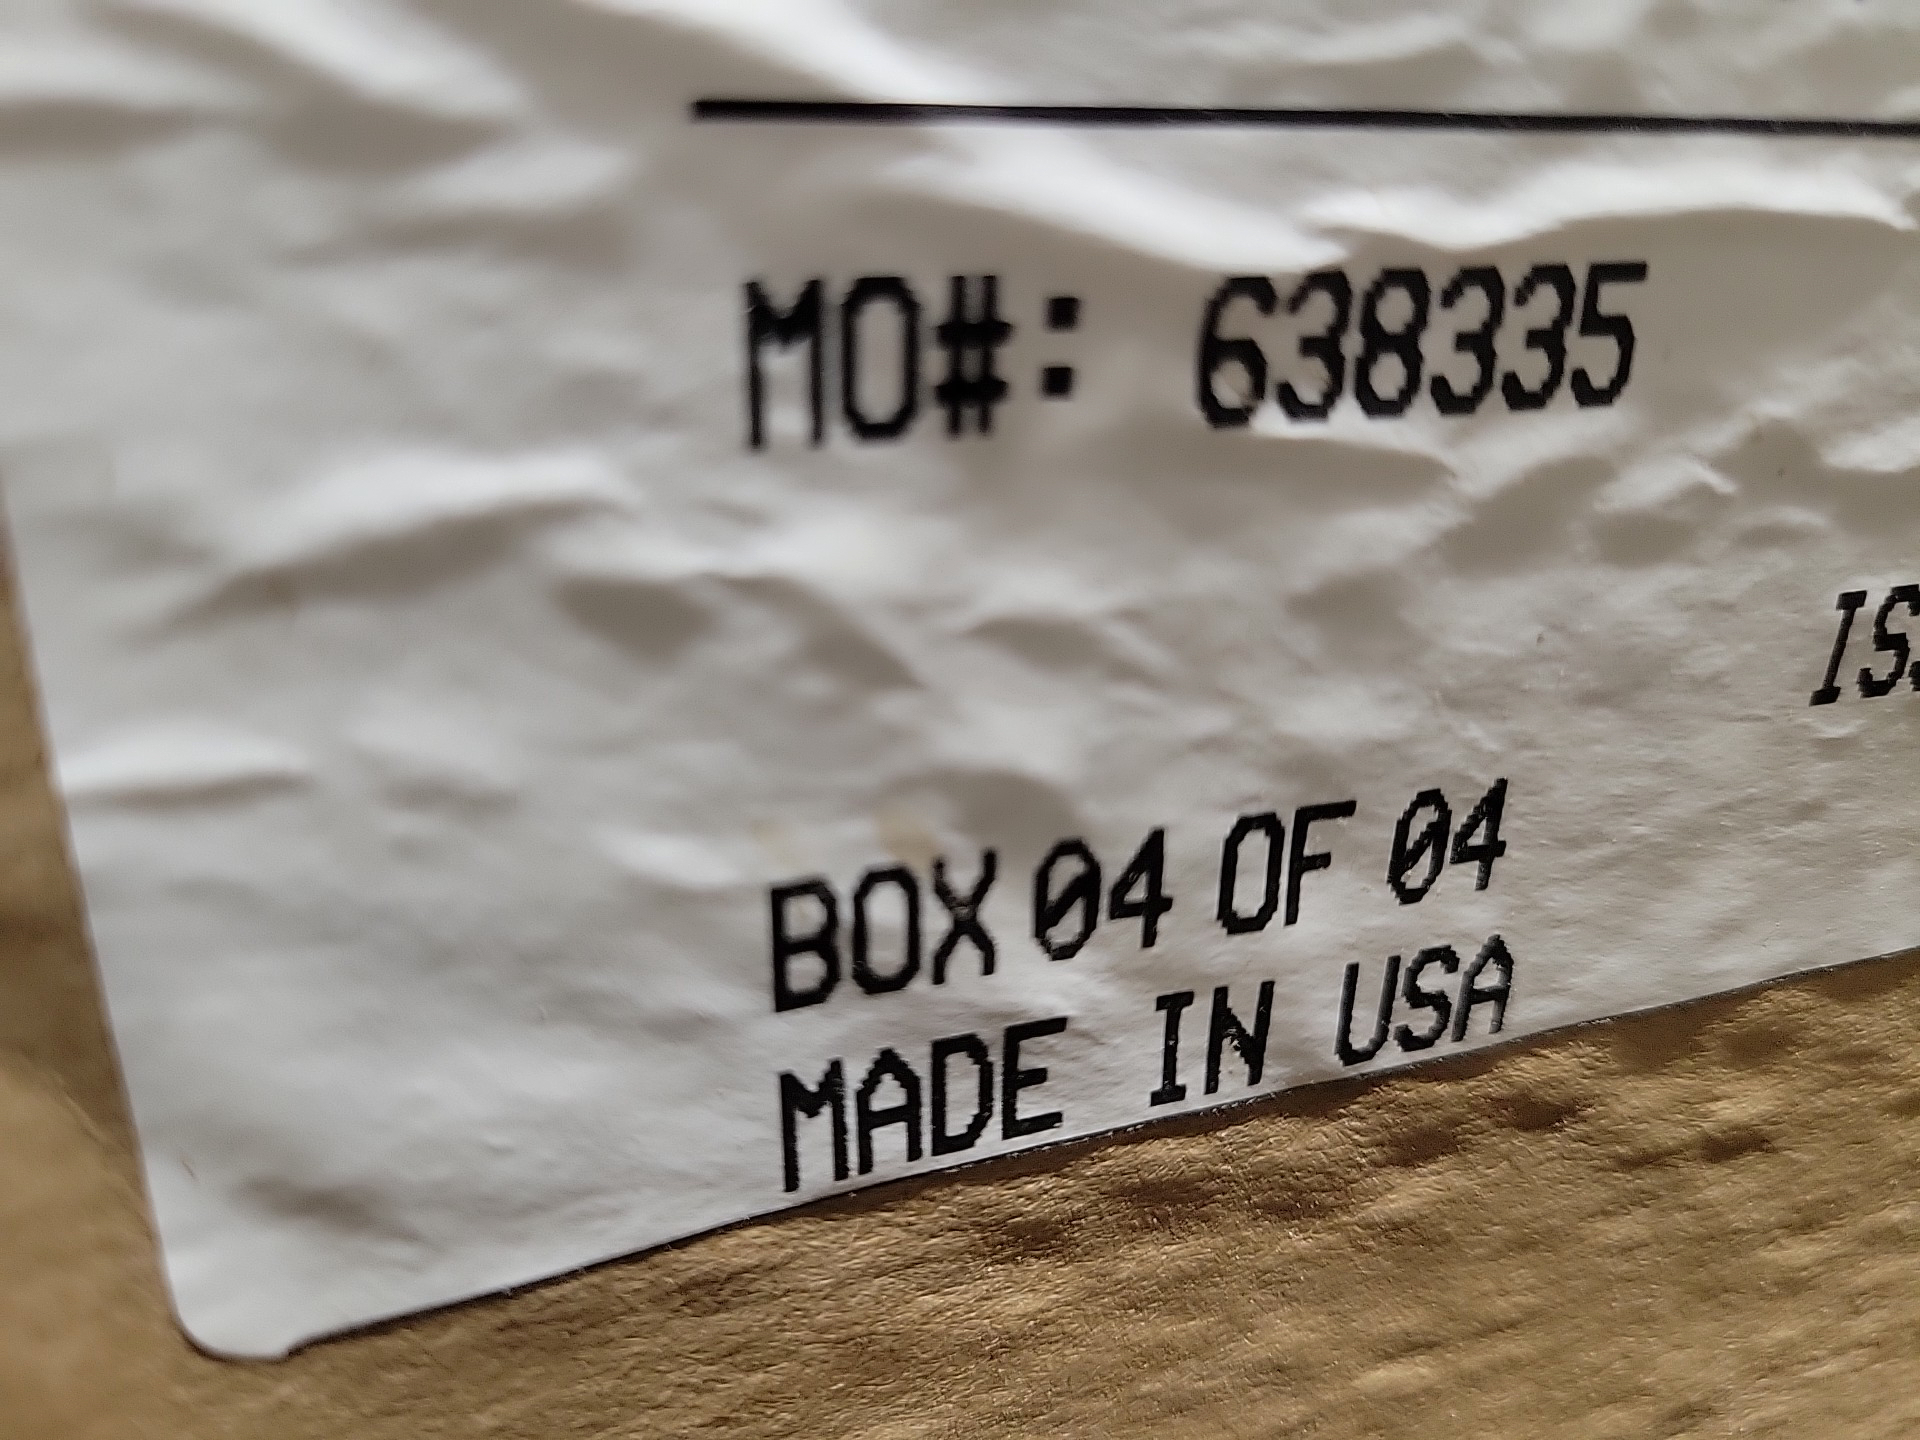 MO#: 638335
BOX 04 OF 04
MADE IN USA